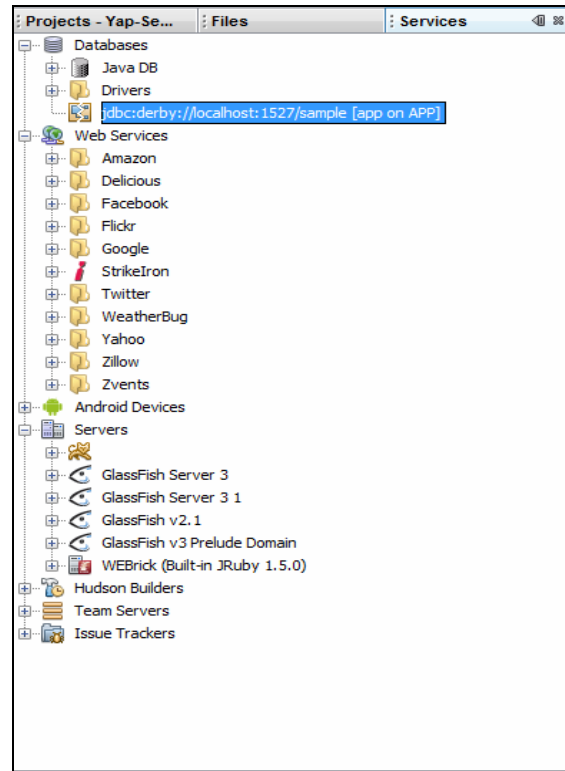 Projects - Yap-Se... Files Services
Databases
Java DB
Drivers
jdbc:derby://localhost:1527/sample [app on APP]
Web Services
Amazon
Delicious
Facebook
Flickr
Google
StrikeIron
Twitter
WeatherBug
Yahoo
Zillow
Zvents
Android Devices
Servers
GlassFish Server 3
GlassFish Server 3 1
GlassFish v2.1
GlassFish v3 Prelude Domain
WEBrick (Built-in JRuby 1.5.0)
Hudson Builders
Team Servers
Issue Trackers